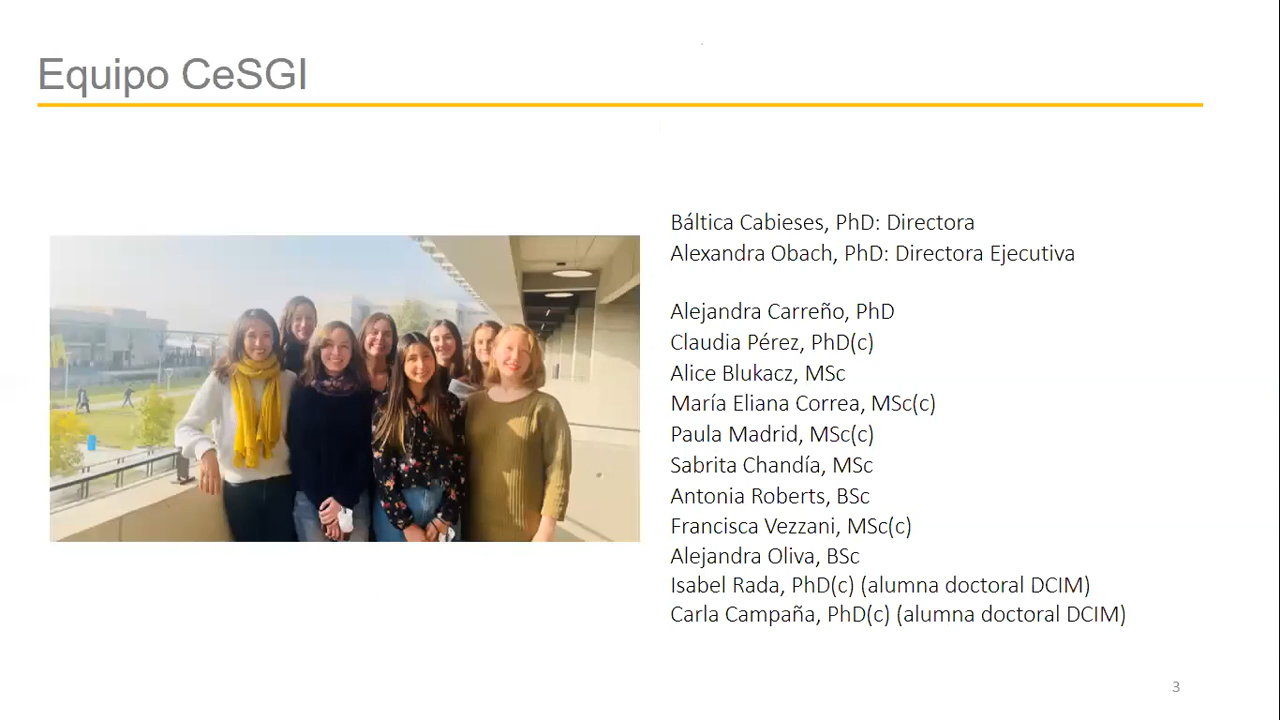 Equipo CeSGI
Báltica Cabieses, PhD: Directora
Alexandra Obach, PhD: Directora Ejecutiva
Alejandra Carreño, PhD
Claudia Pérez, PhD(c)
Alice Blukacz, MSc
María Eliana Correa, MSc(c)
Paula Madrid, MSc(c)
Sabrita Chandía, MSc
Antonia Roberts, BSc
Francisca Vezzani, MSc(c)
Alejandra Oliva, BSc
Isabel Rada, PhD(c) (alumna doctoral DCIM)
Carla Campaña, PhD(c) (alumna doctoral DCIM)
3